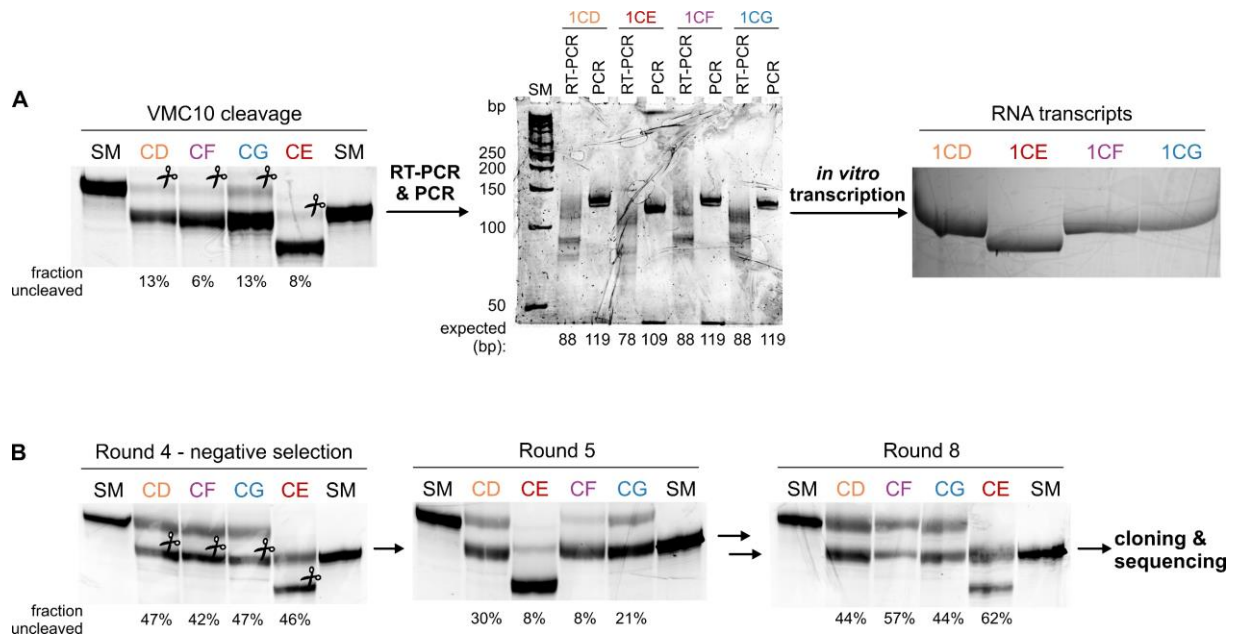 A
VMC10 cleavage
SM CD CF CG CE SM
fraction uncleaved 13% 6% 13% 8%
RT-PCR & PCR
1CD 1CE 1CF 1CG
SM RT-PCR PCR RT-PCR PCR RT-PCR PCR RT-PCR PCR
bp
250
200
150
100
50
expected (bp): 88 119 78 109 88 119 88 119
in vitro transcription
RNA transcripts
1CD 1CE 1CF 1CG
B
Round 4 - negative selection
SM CD CF CG CE SM
fraction uncleaved 47% 42% 47% 46%
Round 5
SM CD CE CF CG SM
30% 8% 8% 21%
Round 8
SM CD CF CG CE SM
44% 57% 44% 62%
cloning & sequencing